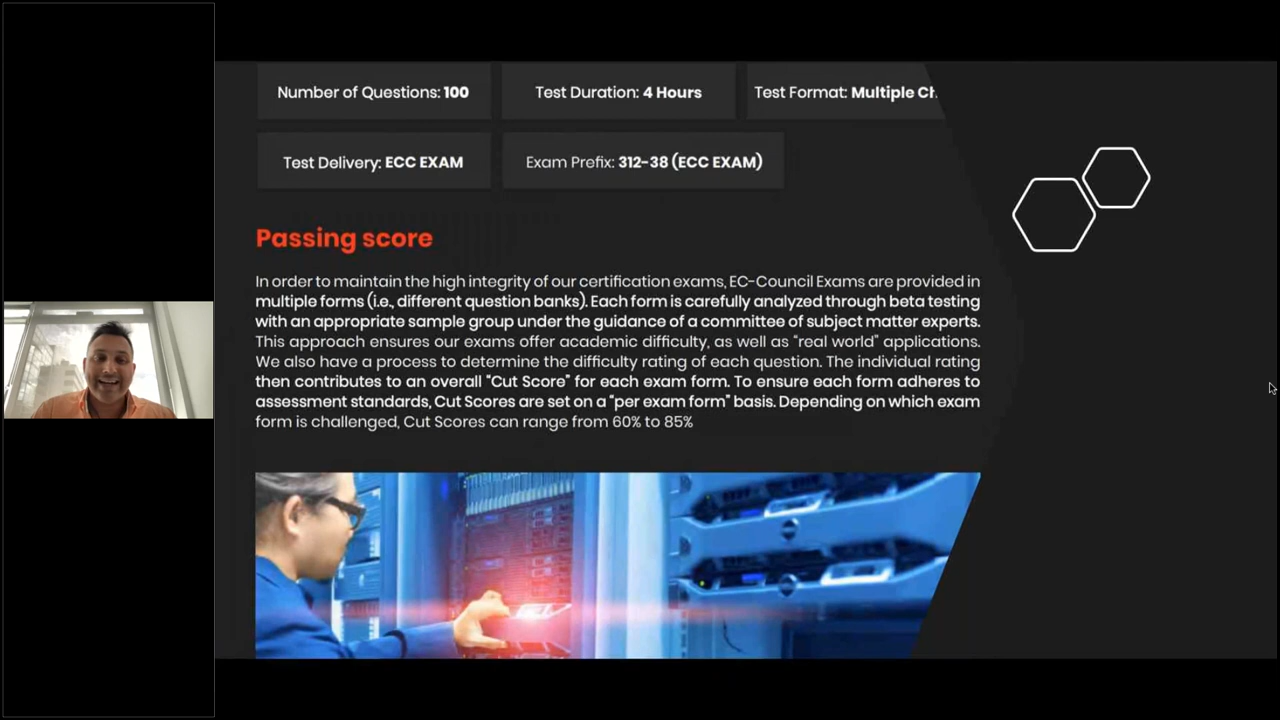 Number of Questions: 100
Test Duration: 4 Hours
Test Format: Multiple
Test Delivery: ECC EXAM
Exam Prefix: 312-38 (ECC EXAM)
Passing score
In order to maintain the high integrity of our certification exams, EC-Council Exams are provided in
multiple forms (i.e., different question banks). Each form is carefully analyzed through beta testing
with an appropriate sample group under the guidance of a committee of subject matter experts.
This approach ensures our exams offer academic difficulty, as well as "real world" applications.
We also have a process to determine the difficulty rating of each question. The individual rating
then contributes to an overall "Cut Score" for each exam form. To ensure each form adheres to
assessment standards, Cut Scores are set on a "per exam form" basis. Depending on which exam
form is challenged, Cut Scores can range from 60% to 85%